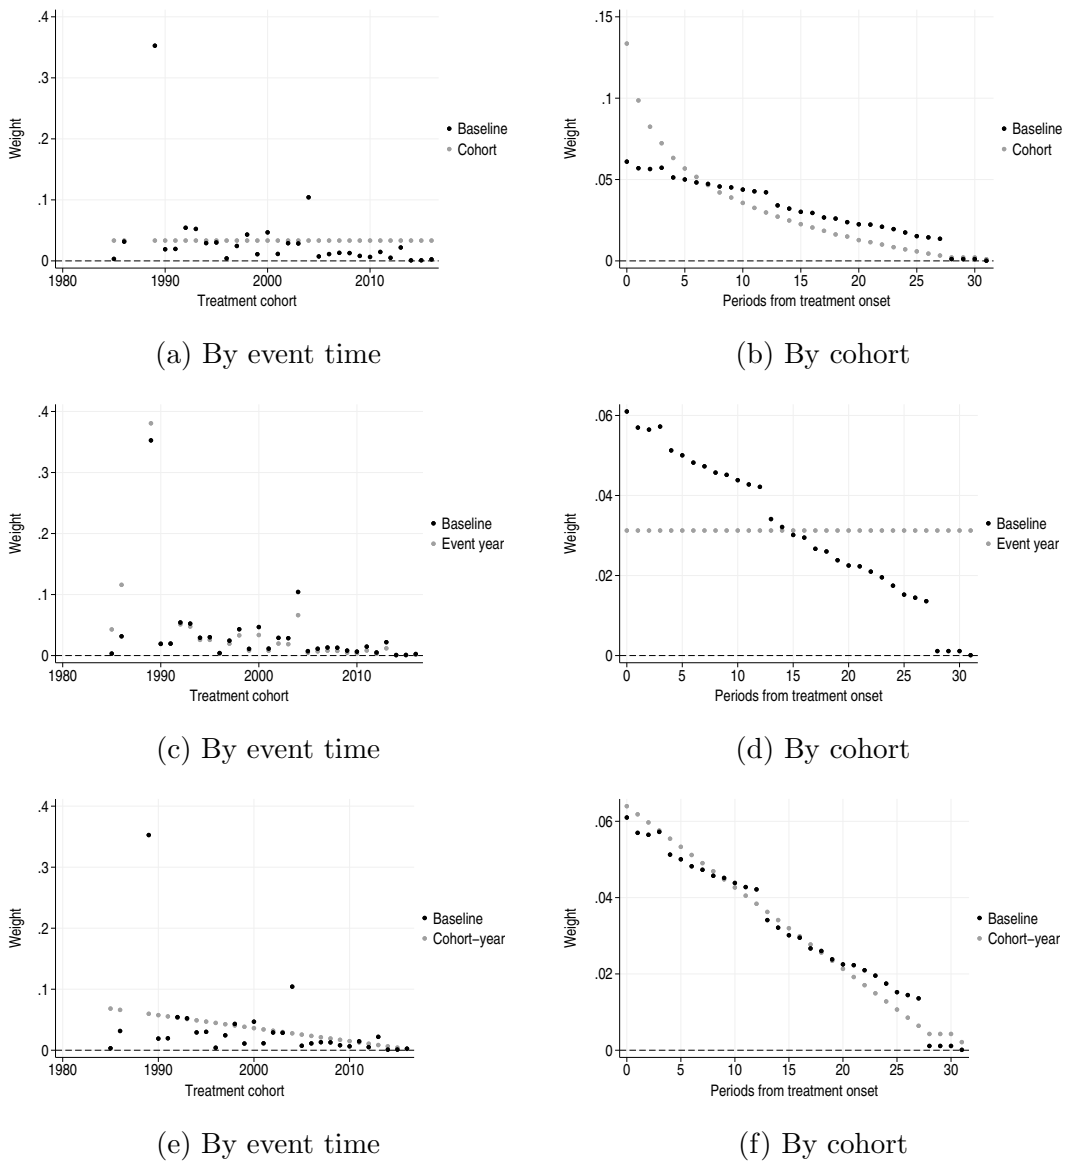 .4
.3
.2
.1
0
Weight
1980
1990
2000
2010
Treatment cohort
Baseline
Cohort
(a) By event time
.15
.1
.05
0
Weight
0
5
10
15
20
25
30
Periods from treatment onset
Baseline
Cohort
(b) By cohort
.4
.3
.2
.1
0
Weight
1980
1990
2000
2010
Treatment cohort
Baseline
Event year
(c) By event time
.06
.04
.02
0
Weight
0
5
10
15
20
25
30
Periods from treatment onset
Baseline
Event year
(d) By cohort
.4
.3
.2
.1
0
Weight
1980
1990
2000
2010
Treatment cohort
Baseline
Cohort−year
(e) By event time
.06
.04
.02
0
Weight
0
5
10
15
20
25
30
Periods from treatment onset
Baseline
Cohort−year
(f) By cohort